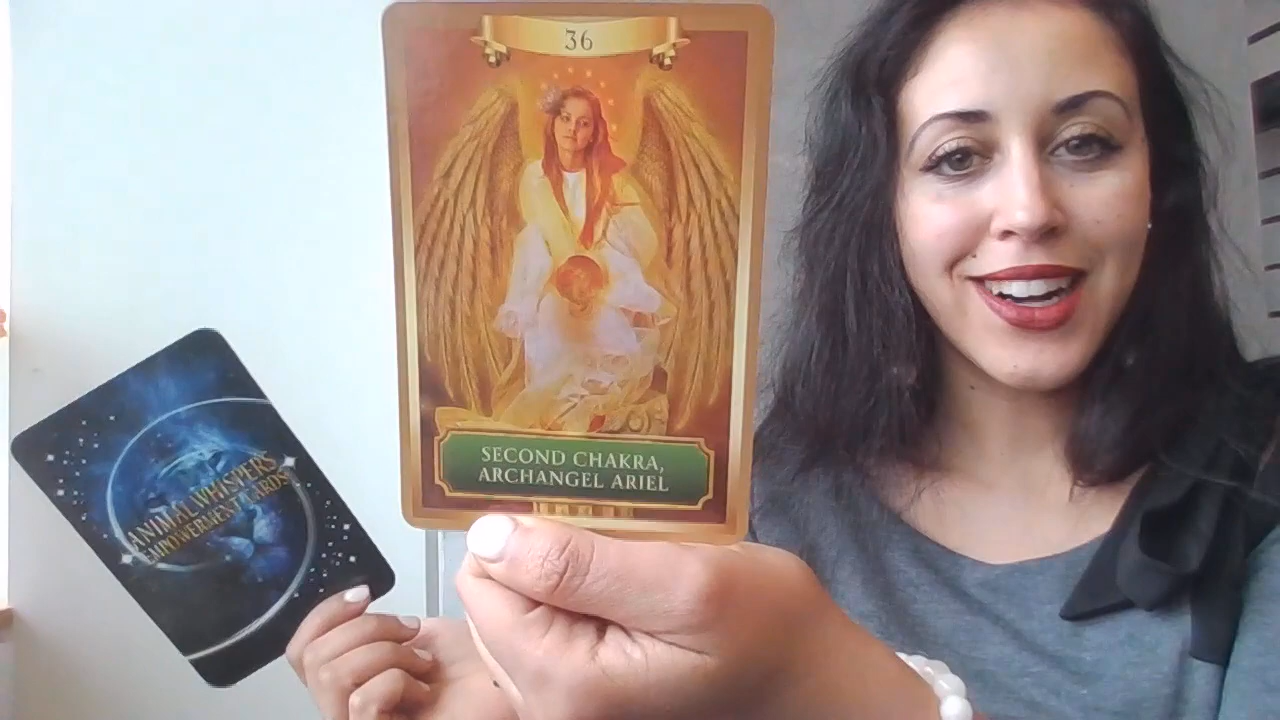 36
SECOND CHAKRA,
ARCHANGEL ARIEL
ANIMAL WHISPERS
EMPOWERMENT CARDS